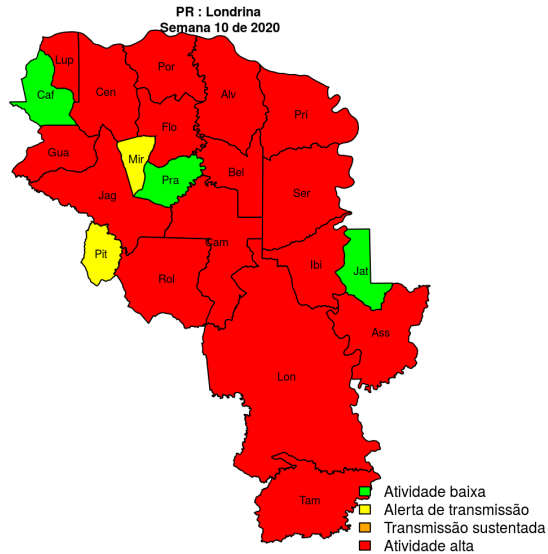 PR : Londrina
Semana 10 de 2020
Lup
Por
Caf
Cen
Alv
Pri
Flo
Gua
Mir
Pra
Bel
Jag
Ser
Cam
Pit
Rol
Ibi
Jat
Ass
Lon
Tam
Atividade baixa
Alerta de transmissão
Transmissão sustentada
Atividade alta